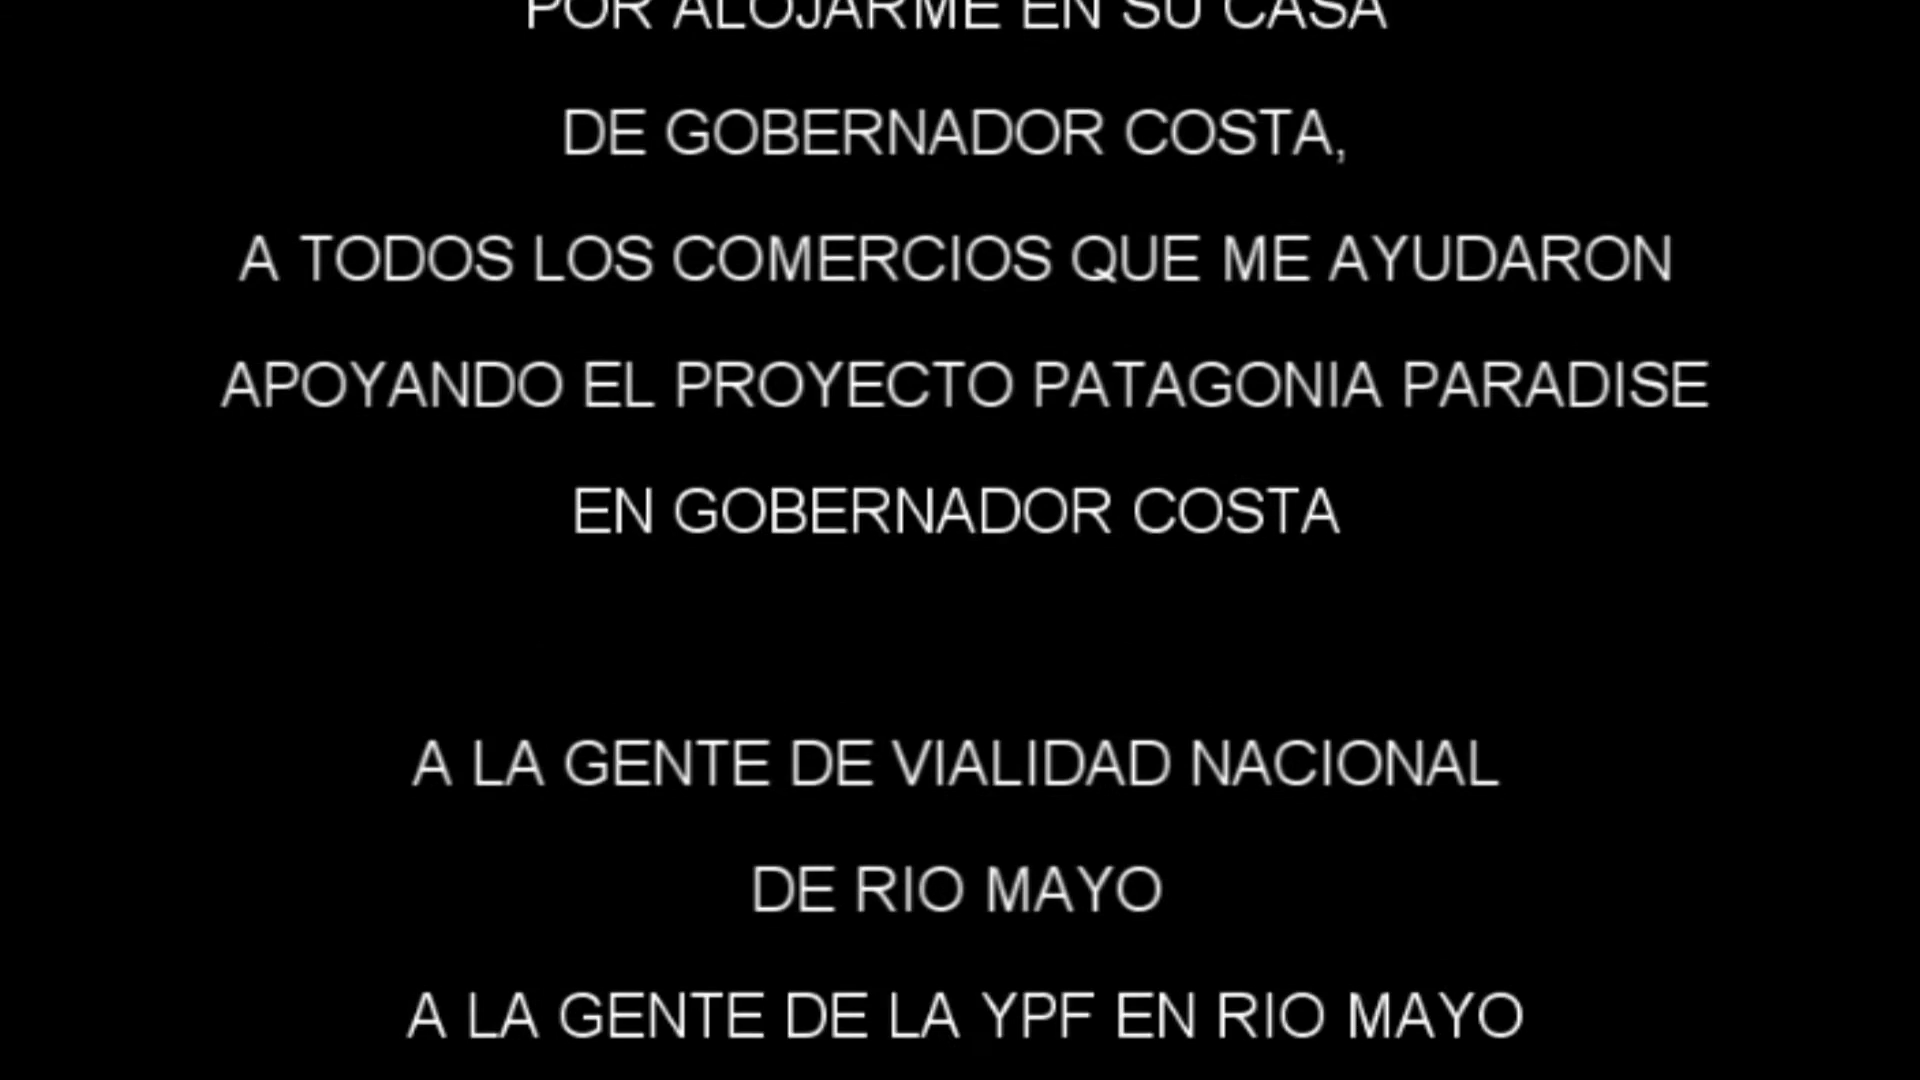 POR ALOJARME EN SU CASA
DE GOBERNADOR COSTA,
A TODOS LOS COMERCIOS QUE ME AYUDARON
APOYANDO EL PROYECTO PATAGONIA PARADISE
EN GOBERNADOR COSTA
A LA GENTE DE VIALIDAD NACIONAL
DE RIO MAYO
A LA GENTE DE LA YPF EN RIO MAYO